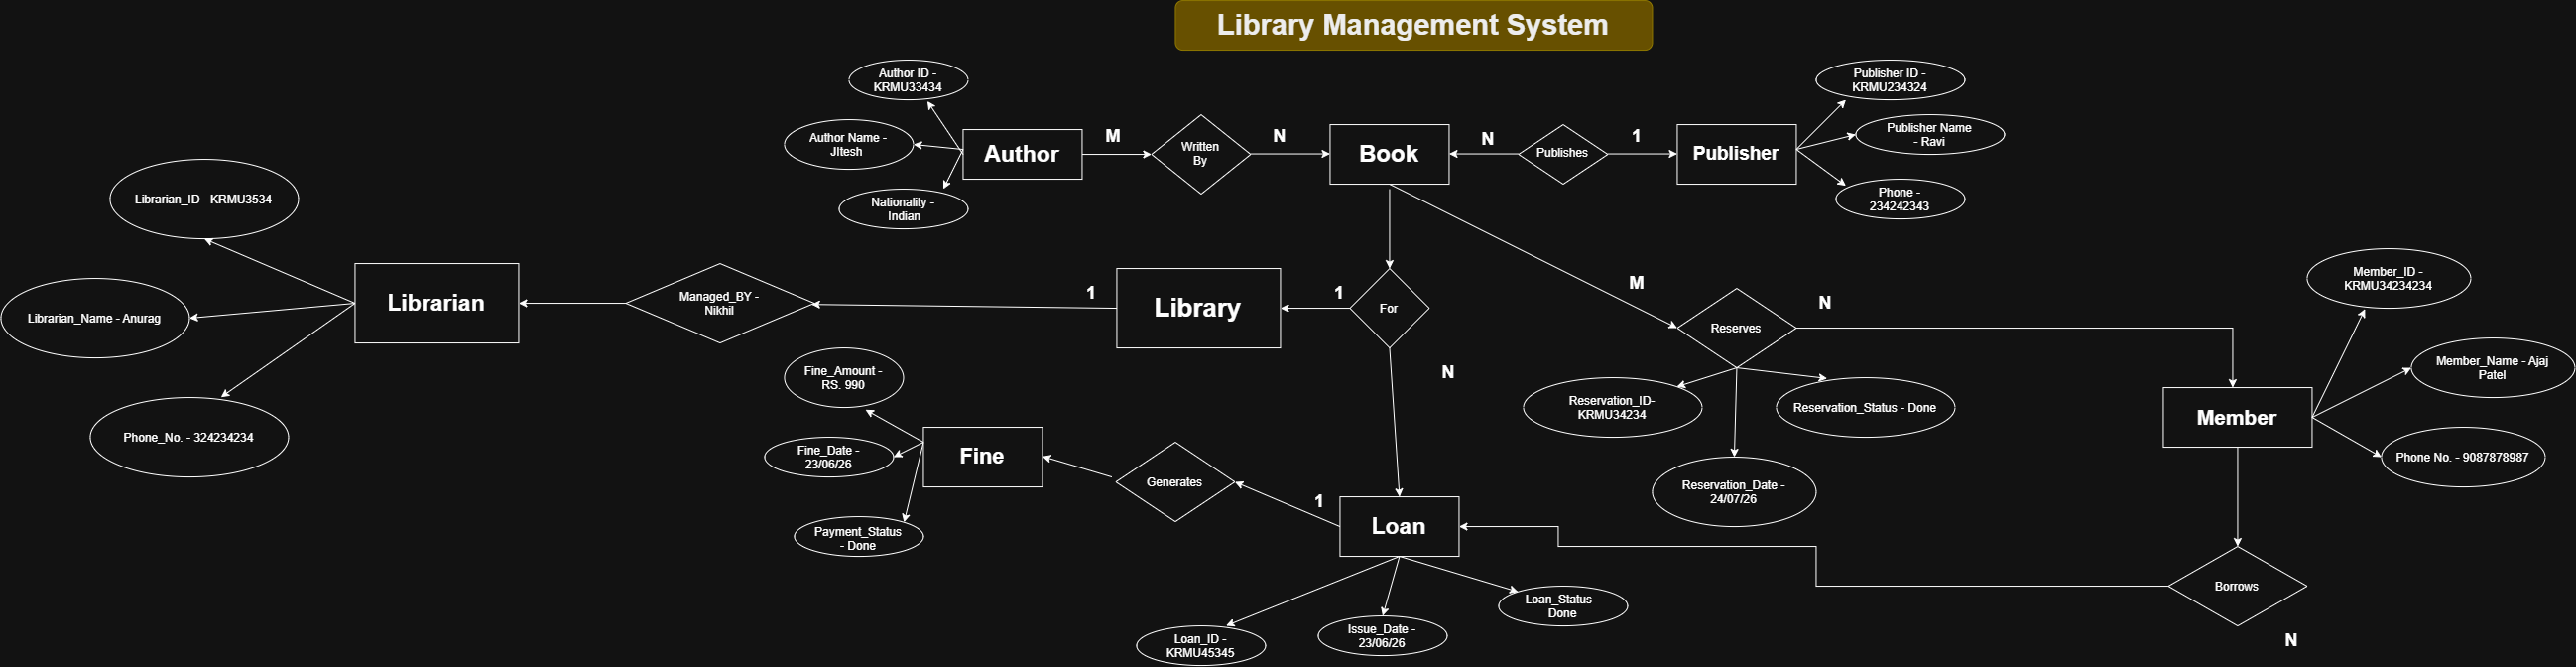 Library Management System
Author ID -
KRMU33434
Author Name -
JItesh
Nationality -
Indian
Author
M
Written
By
N
Book
N
Publishes
1
Publisher
Publisher ID -
KRMU234324
Publisher Name
- Ravi
Phone -
234242343
Librarian_ID - KRMU3534
Librarian_Name - Anurag
Phone_No. - 324234234
Librarian
Managed_BY -
Nikhil
1
Library
1
For
N
M
Reserves
N
Reservation_ID-
KRMU34234
Reservation_Status - Done
Reservation_Date -
24/07/26
Member_ID -
KRMU34234234
Member_Name - Ajaj
Patel
Phone No. - 9087878987
Member
Fine_Amount -
RS. 990
Fine_Date -
23/06/26
Payment_Status
- Done
Fine
Generates
1
Loan
Loan_ID -
KRMU45345
Issue_Date -
23/06/26
Loan_Status -
Done
Borrows
N